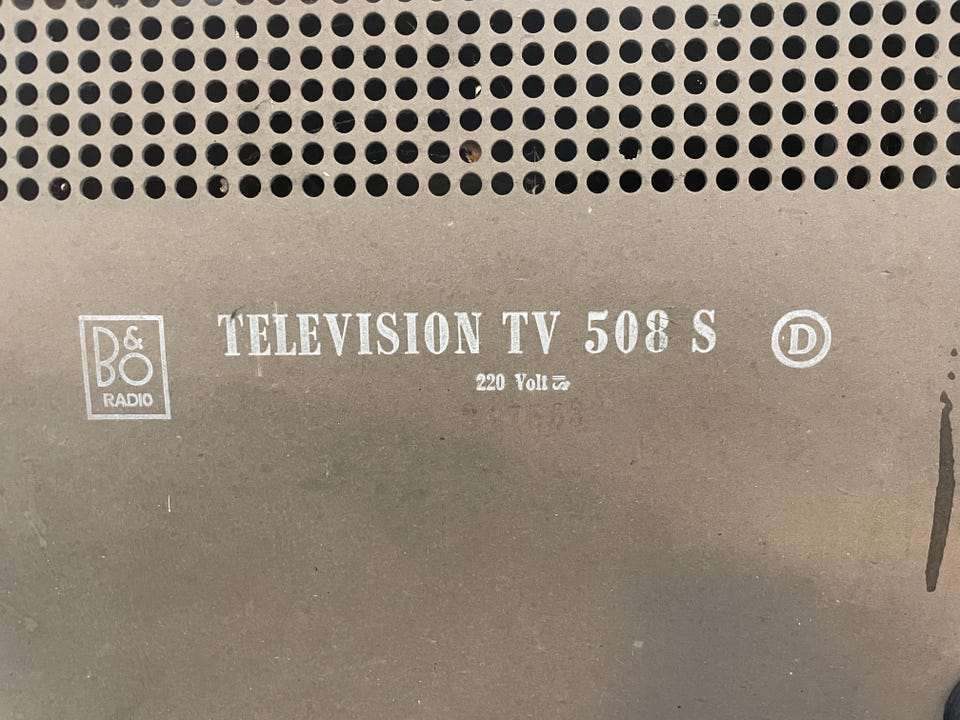 B&O
RADIO
TELEVISION TV 508 S
D
220 Volt